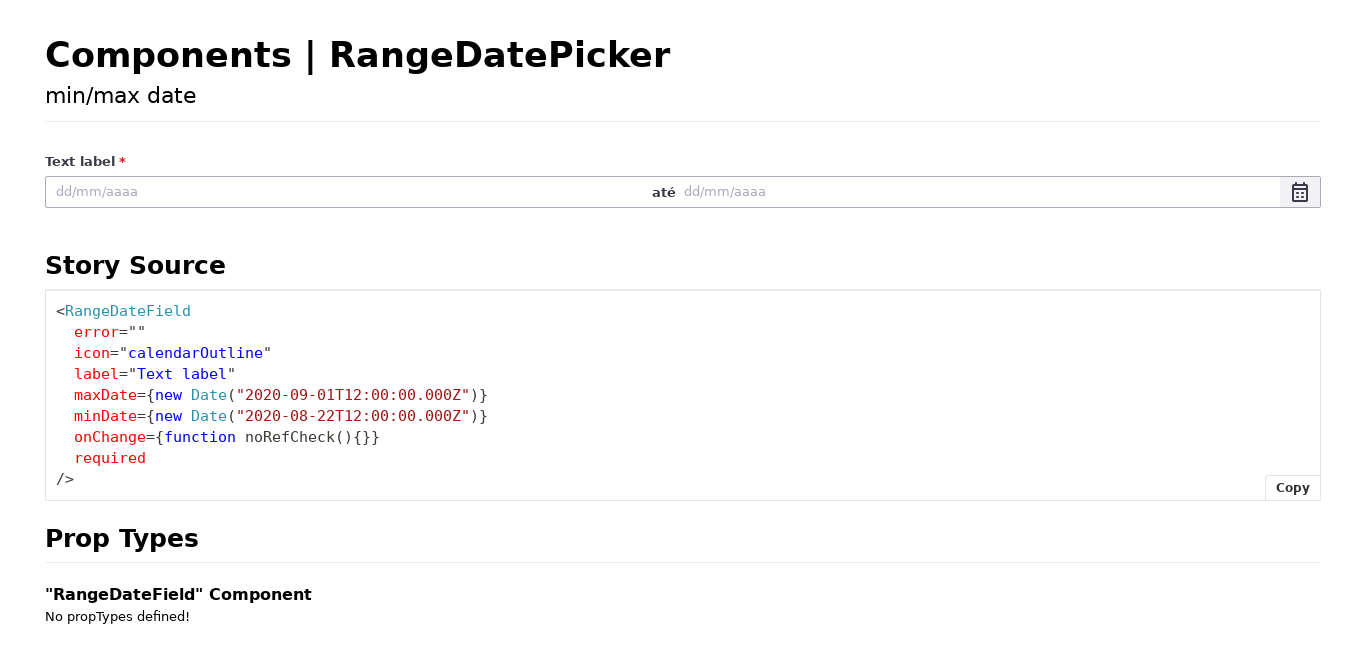 Components | RangeDatePicker
min/max date
Text label *
dd/mm/aaaa até dd/mm/aaaa
Story Source
<RangeDateField
  error=""
  icon="calendarOutline"
  label="Text label"
  maxDate={new Date("2020-09-01T12:00:00.000Z")}
  minDate={new Date("2020-08-22T12:00:00.000Z")}
  onChange={function noRefCheck(){}}
  required
/>
Copy
Prop Types
"RangeDateField" Component
No propTypes defined!